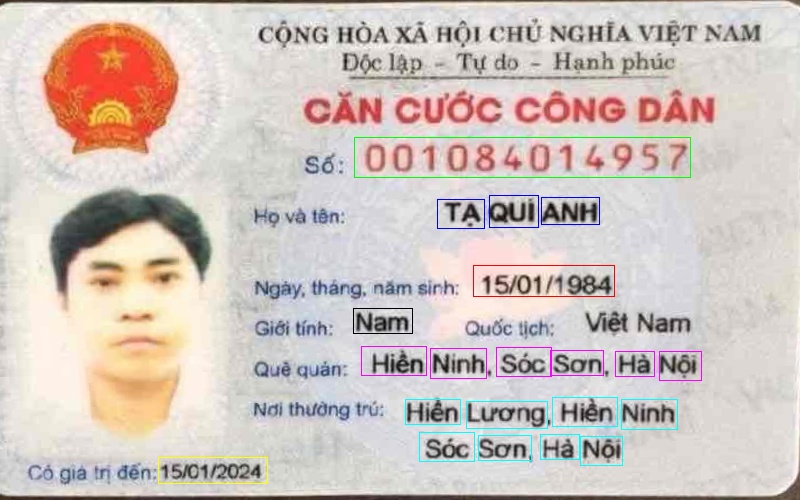 CỘNG HÒA XÃ HỘI CHỦ NGHĨA VIỆT NAM
Độc lập - Tự do - Hạnh phúc
CĂN CƯỚC CÔNG DÂN
Số: 001084014957
Họ và tên: TẠ QUÍ ANH
Ngày, tháng, năm sinh: 15/01/1984
Giới tính: Nam Quốc tịch: Việt Nam
Quê quán: Hiền Ninh, Sóc Sơn, Hà Nội
Nơi thường trú: Hiền Lương, Hiền Ninh
Sóc Sơn, Hà Nội
Có giá trị đến: 15/01/2024